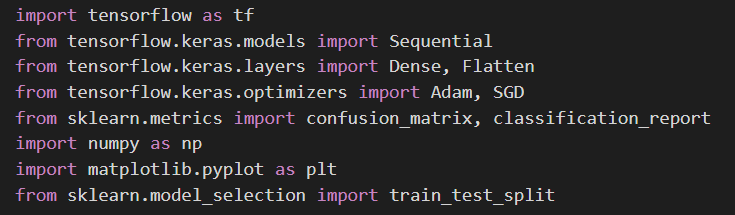 import tensorflow as tf
from tensorflow.keras.models import Sequential
from tensorflow.keras.layers import Dense, Flatten
from tensorflow.keras.optimizers import Adam, SGD
from sklearn.metrics import confusion_matrix, classification_report
import numpy as np
import matplotlib.pyplot as plt
from sklearn.model_selection import train_test_split